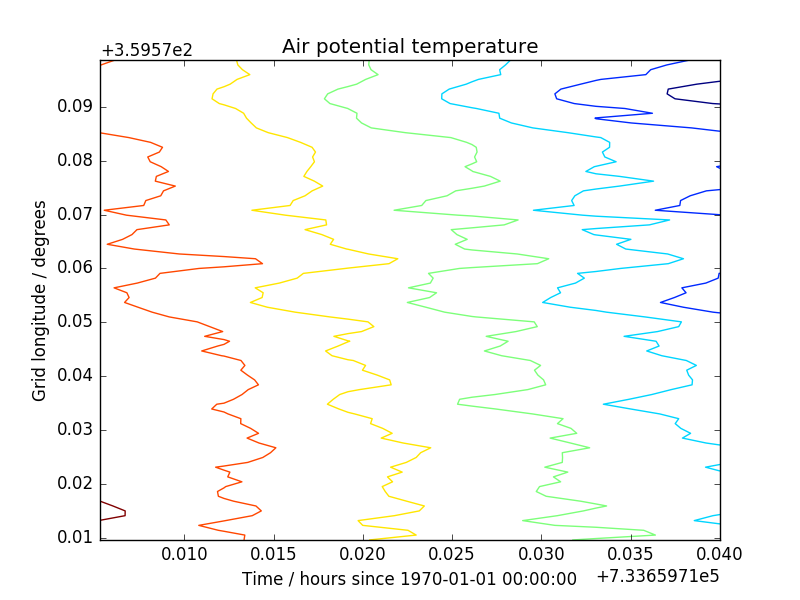 Air potential temperature
+3.5957e2
0.09
0.08
0.07
0.06
0.05
0.04
0.03
0.02
0.01
Grid longitude / degrees
0.010 0.015 0.020 0.025 0.030 0.035 0.040
Time / hours since 1970-01-01 00:00:00
+7.3365971e5